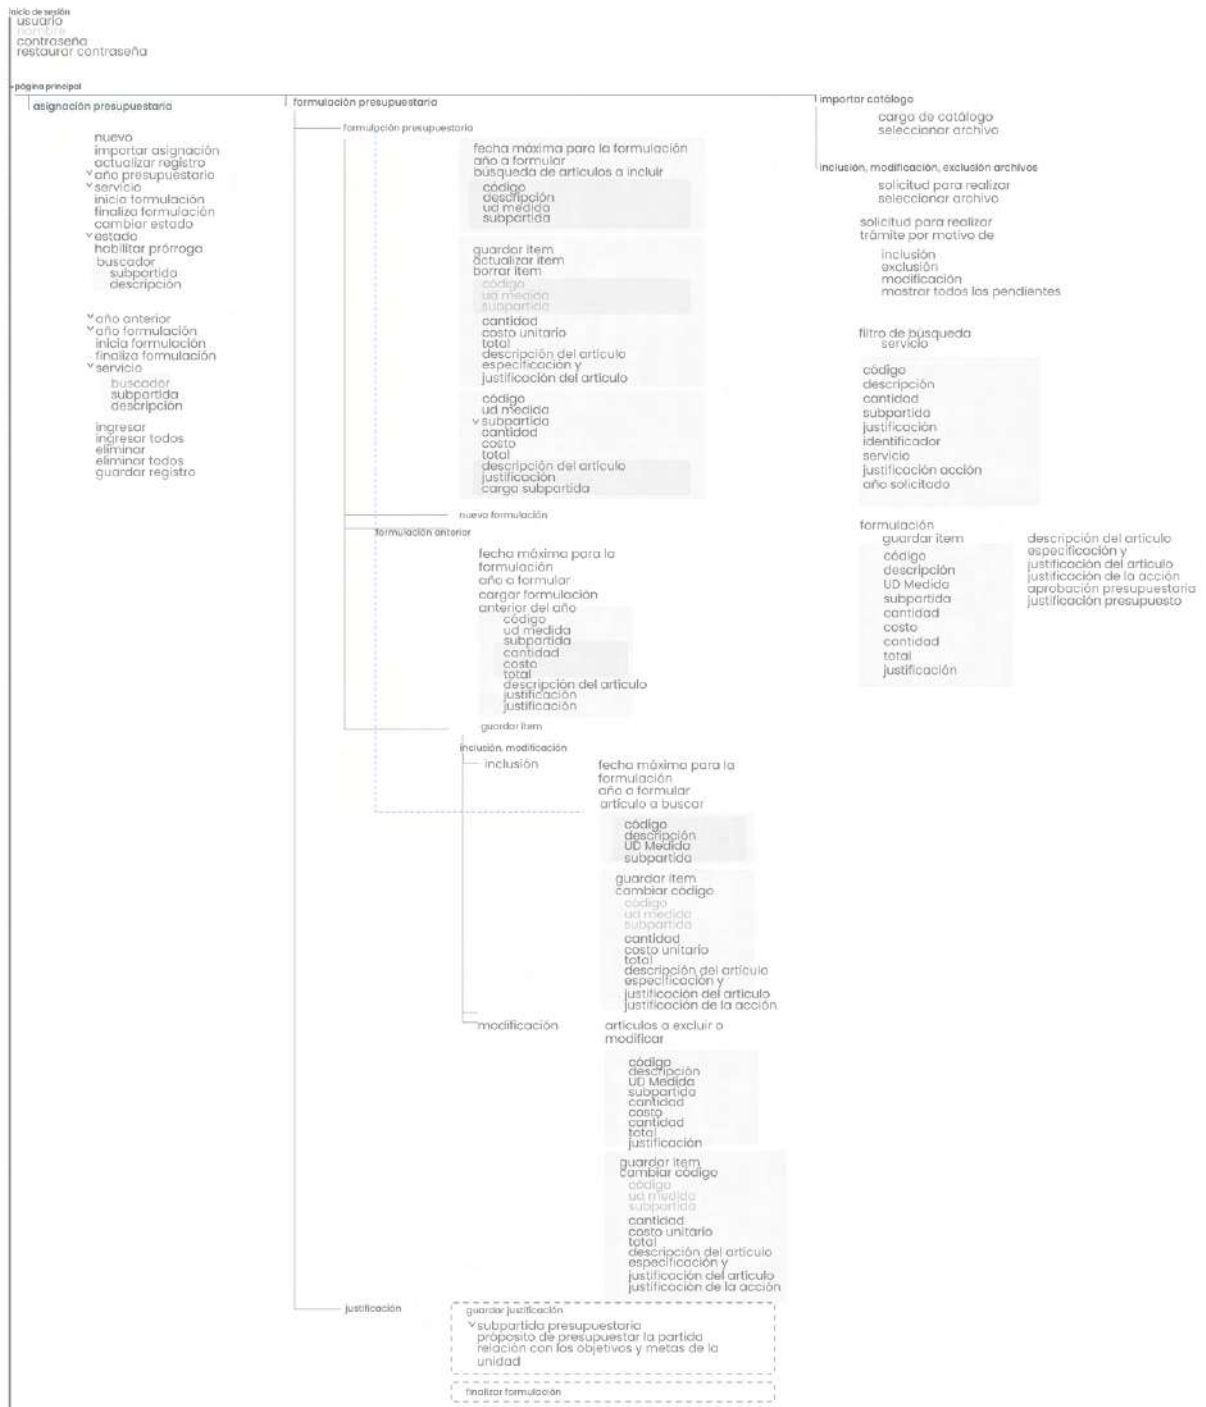 inicio de sesión
usuario
nombre
contraseña
restaurar contraseña
página principal
asignación presupuestaria
nuevo
importar asignación
actualizar registro
año presupuestario
servicio
inicia formulación
finaliza formulación
cambiar estado
estado
habilitar prórroga
buscador
subpartida
descripción
año anterior
año formulación
inicia formulación
finaliza formulación
servicio
buscador
subpartida
descripción
ingresar
ingresar todos
eliminar
eliminar todos
guardar registro
formulación presupuestaria
formulpción presupuestaria
fecha máxima para la formulación
año a formular
búsqueda de artículos a incluir
código
descripción
ud medida
subpartida
guardar ítem
actualizar ítem
borrar ítem
código
ud medida
subpartida
cantidad
costo unitario
total
descripción del artículo
especificación y
justificación del artículo
código
ud medida
subpartida
cantidad
costo
total
descripción del artículo
justificación
carga subpartida
nueva formulación
formulación anterior
fecha máxima para la
formulación
año a formular
cargar formulación
anterior del año
código
ud medida
subpartida
cantidad
costo
total
descripción del artículo
justificación
justificación
guardar ítem
inclusión, modificación
inclusión
fecha máxima para la
formulación
año a formular
artículo a buscar
código
descripción
UD Medida
subpartida
guardar ítem
cambiar código
código
ud medida
subpartida
cantidad
costo unitario
total
descripción del artículo
especificación y
justificación del artículo
justificación de la acción
modificación
artículos a excluir o
modificar
código
descripción
UD Medida
subpartida
cantidad
costo
cantidad
total
justificación
guardar ítem
cambiar código
código
ud medida
subpartida
cantidad
costo unitario
total
descripción del artículo
especificación y
justificación del artículo
justificación de la acción
justificación
guardar justificación
subpartida presupuestaria
próposito de presupuestar la partida
relación con los objetivos y metas de la
unidad
finalizar formulación
importar catálogo
carga de catálogo
seleccionar archivo
inclusión, modificación, exclusión archivos
solicitud para realizar
seleccionar archivo
solicitud para realizar
trámite por motivo de
inclusión
exclusión
modificación
mostrar todos los pendientes
filtro de búsqueda
servicio
código
descripción
cantidad
subpartida
justificación
identificador
servicio
justificación acción
año solicitado
formulación
guardar ítem
código
descripción
UD Medida
subpartida
cantidad
costo
cantidad
total
justificación
descripción del artículo
especificación y
justificación del artículo
justificación de la acción
aprobación presupuestaria
justificación presupuesto